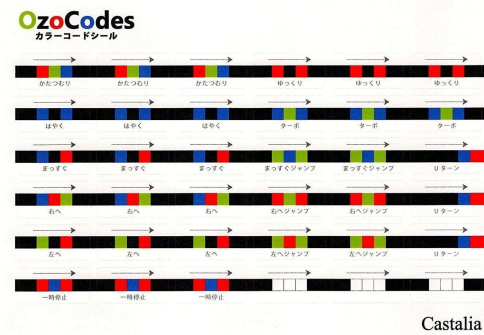 OzoCodes
カラーコードシール
かたつむり かたつむり かたつむり ゆっくり ゆっくり ゆっくり
はやく はやく はやく ターボ ターボ ターボ
まっすぐ まっすぐ まっすぐ まっすぐジャンプ まっすぐジャンプ Uターン
右へ 右へ 右へ 右へジャンプ 右へジャンプ Uターン
左へ 左へ 左へ 左へジャンプ 左へジャンプ Uターン
一時停止 一時停止 一時停止
Castalia